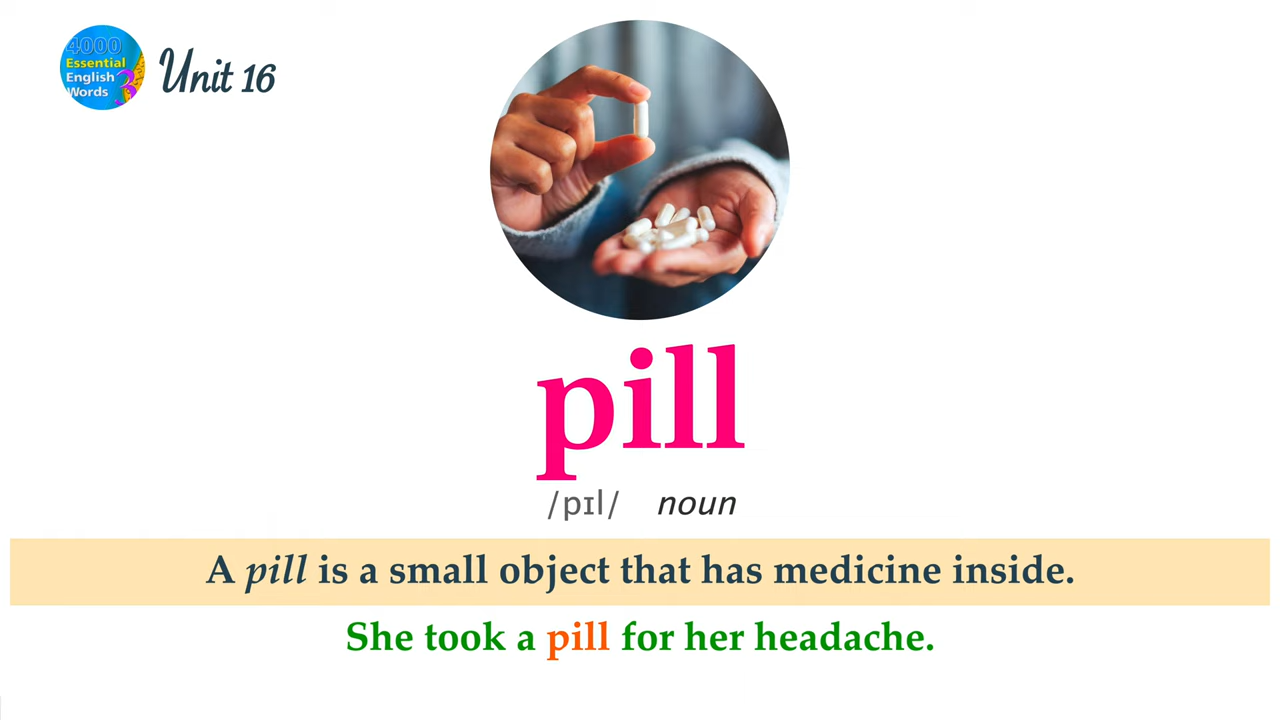 4000
Essential
English
Words 3
Unit 16
pill
/pɪl/ noun
A pill is a small object that has medicine inside.
She took a pill for her headache.